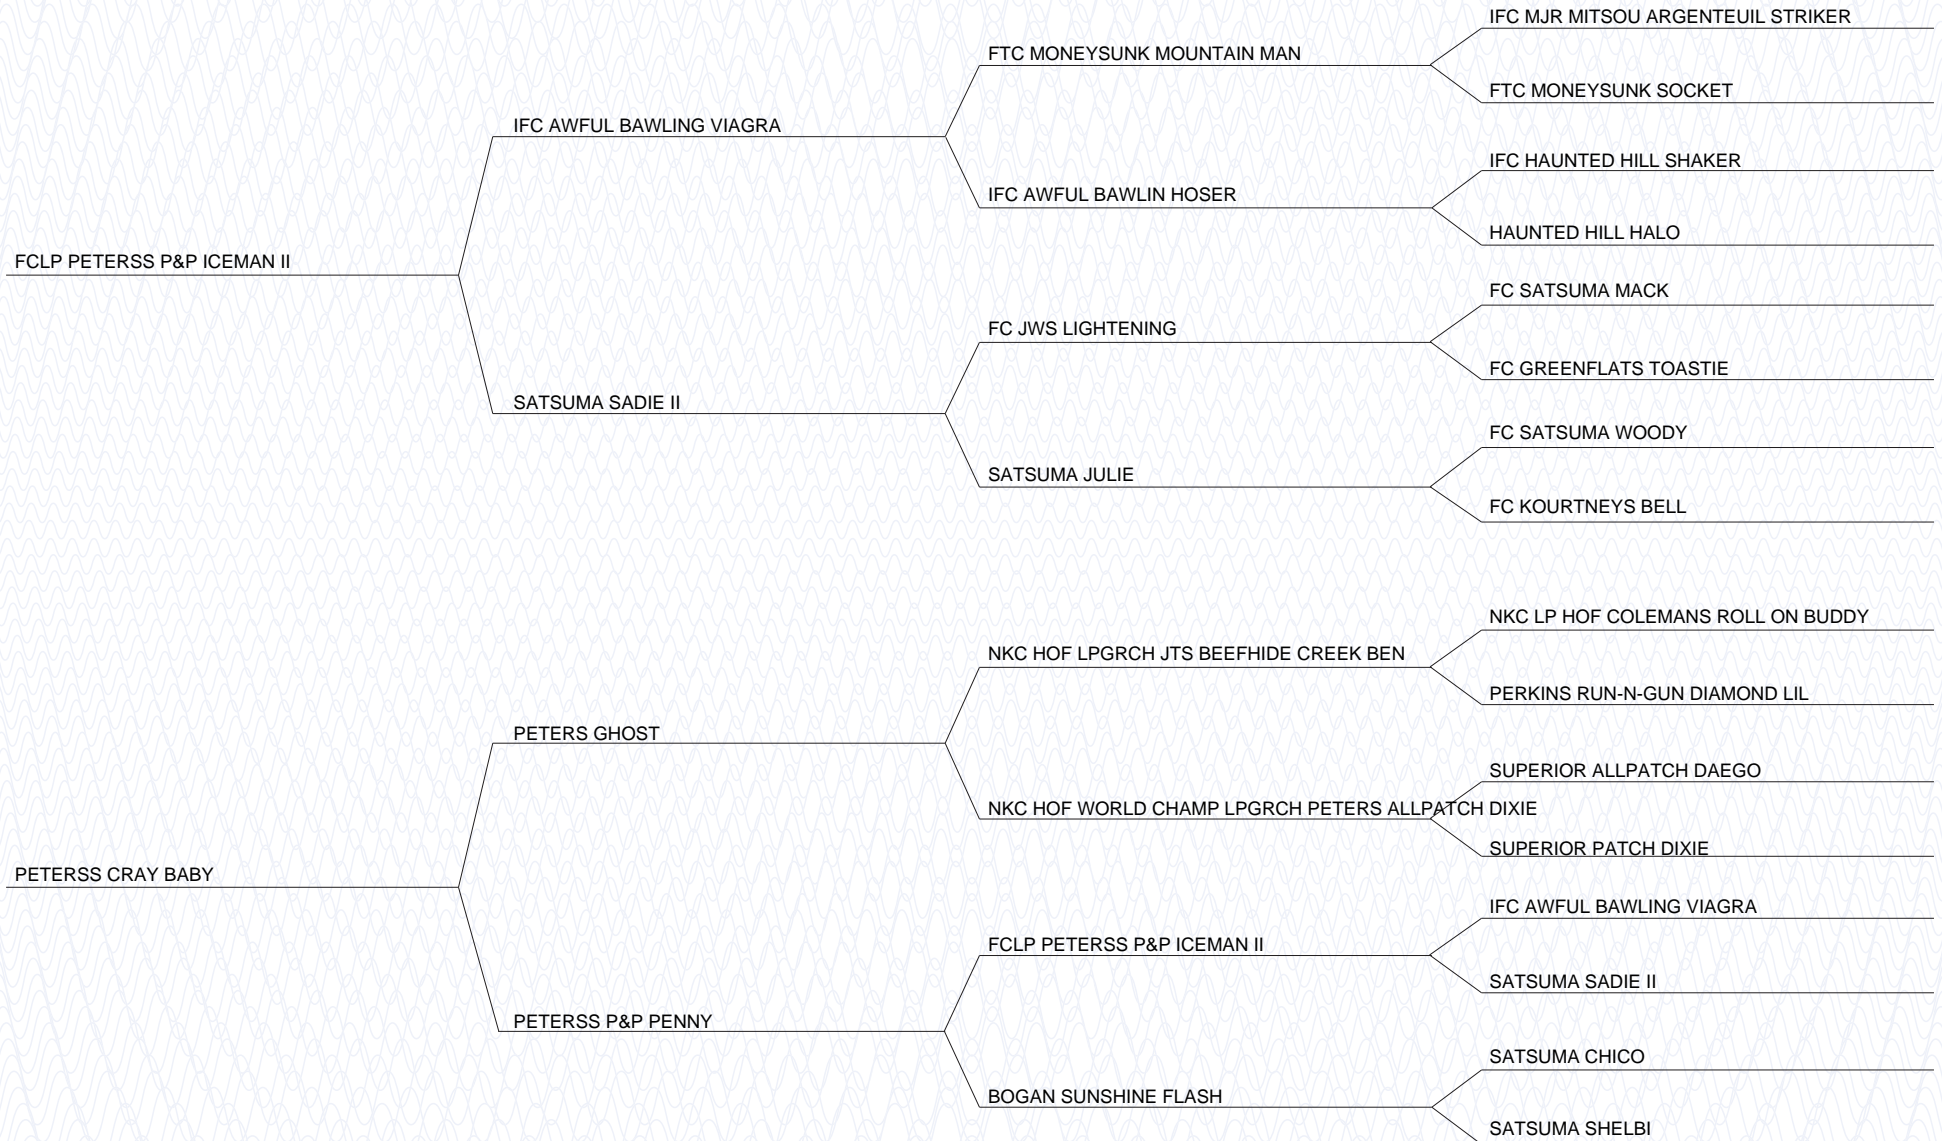 IFC MJR MITSOU ARGENTEUIL STRIKER
FTC MONEYSUNK MOUNTAIN MAN
FTC MONEYSUNK SOCKET
IFC AWFUL BAWLING VIAGRA
IFC HAUNTED HILL SHAKER
IFC AWFUL BAWLIN HOSER
HAUNTED HILL HALO
FCLP PETERSS P&P ICEMAN II
FC SATSUMA MACK
FC JWS LIGHTENING
FC GREENFLATS TOASTIE
SATSUMA SADIE II
FC SATSUMA WOODY
SATSUMA JULIE
FC KOURTNEYS BELL
NKC LP HOF COLEMANS ROLL ON BUDDY
NKC HOF LPGRCH JTS BEEFHIDE CREEK BEN
PERKINS RUN-N-GUN DIAMOND LIL
PETERS GHOST
SUPERIOR ALLPATCH DAEGO
NKC HOF WORLD CHAMP LPGRCH PETERS ALLPATCH DIXIE
SUPERIOR PATCH DIXIE
PETERSS CRAY BABY
IFC AWFUL BAWLING VIAGRA
FCLP PETERSS P&P ICEMAN II
SATSUMA SADIE II
PETERSS P&P PENNY
SATSUMA CHICO
BOGAN SUNSHINE FLASH
SATSUMA SHELBI